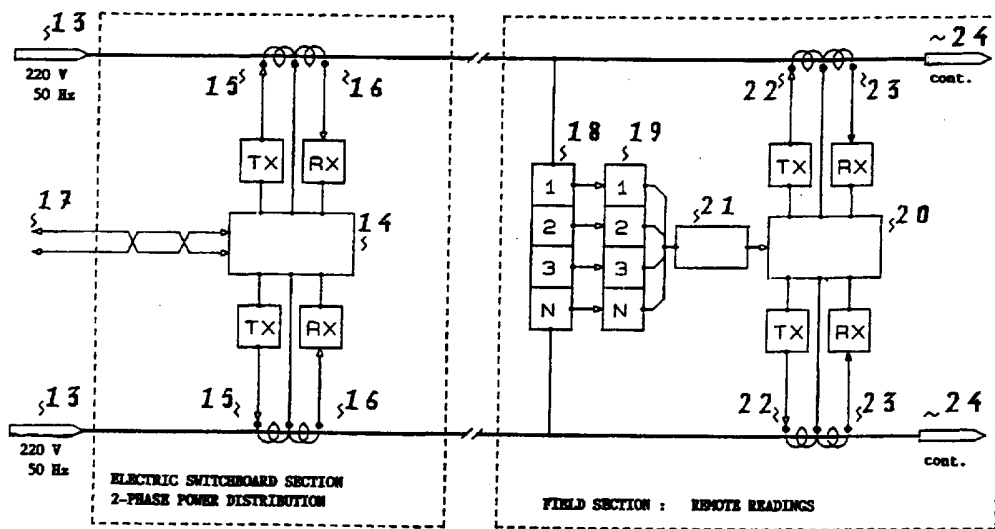 13
220 V
50 Hz
15
16
TX
RX
17
14
TX
RX
13
15
16
220 V
50 Hz
ELECTRIC SWITCHBOARD SECTION
2-PHASE POWER DISTRIBUTION
~24
cont.
22
23
18
19
TX
RX
1
1
21
20
2
2
3
3
N
N
TX
RX
22
23
~24
cont.
FIELD SECTION : REMOTE READINGS